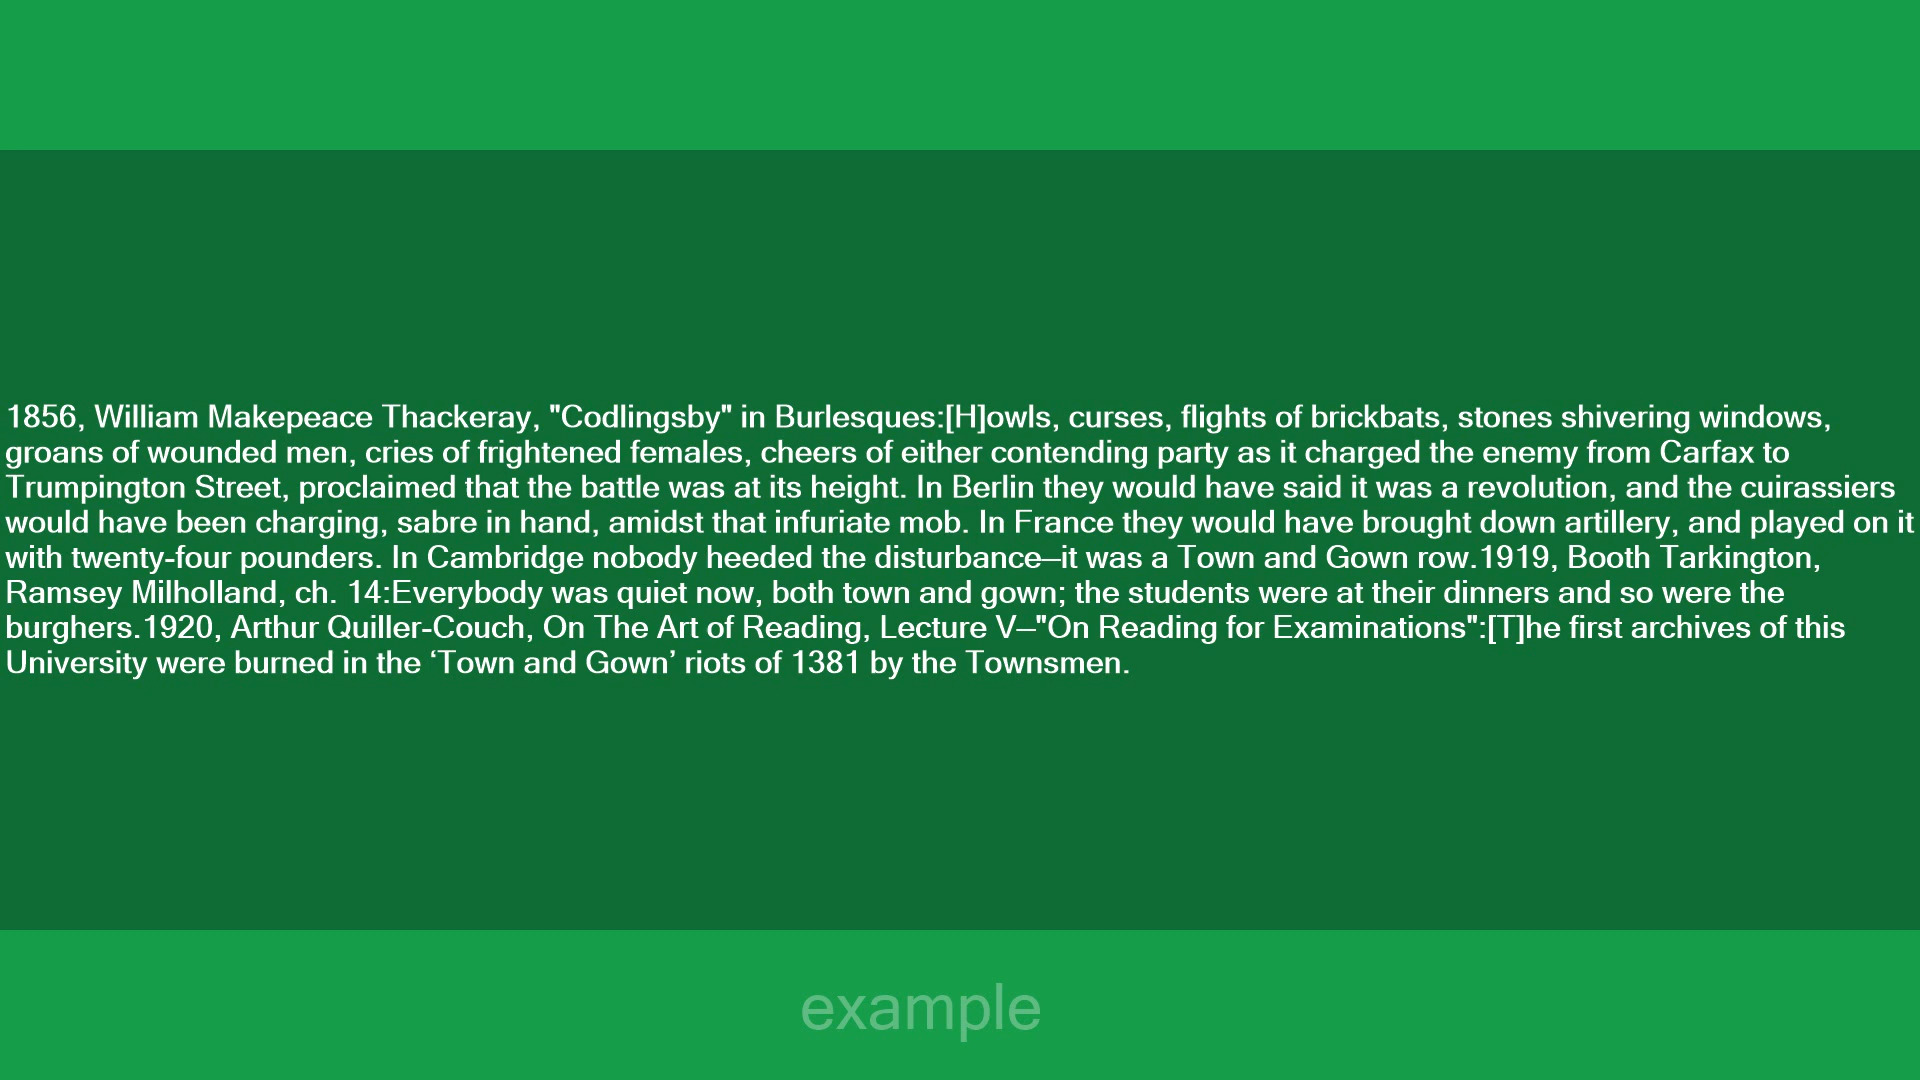 1856, William Makepeace Thackeray, "Codlingsby" in Burlesques:[H]owls, curses, flights of brickbats, stones shivering windows,
groans of wounded men, cries of frightened females, cheers of either contending party as it charged the enemy from Carfax to
Trumpington Street, proclaimed that the battle was at its height. In Berlin they would have said it was a revolution, and the cuirassiers
would have been charging, sabre in hand, amidst that infuriate mob. In France they would have brought down artillery, and played on it
with twenty-four pounders. In Cambridge nobody heeded the disturbance—it was a Town and Gown row.1919, Booth Tarkington,
Ramsey Milholland, ch. 14:Everybody was quiet now, both town and gown; the students were at their dinners and so were the
burghers.1920, Arthur Quiller-Couch, On The Art of Reading, Lecture V—"On Reading for Examinations":[T]he first archives of this
University were burned in the ‘Town and Gown’ riots of 1381 by the Townsmen.
example